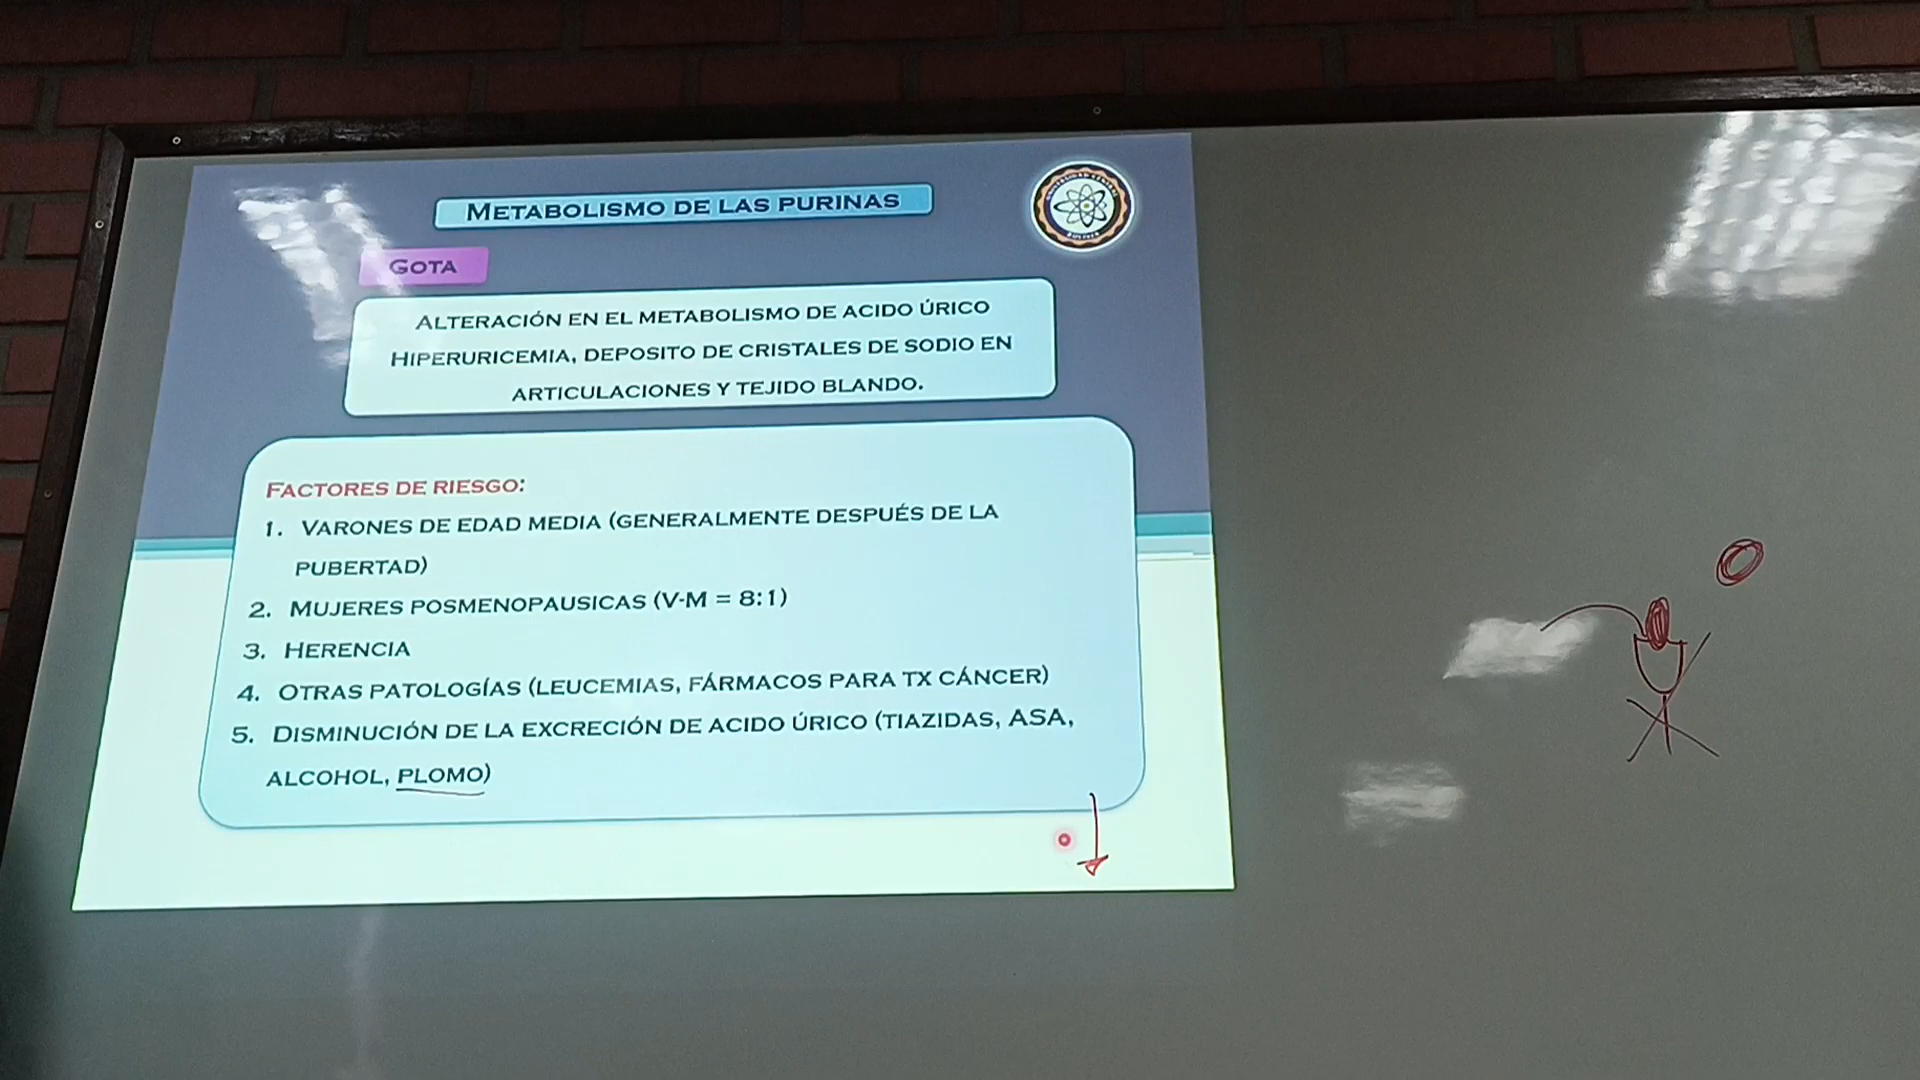 METABOLISMO DE LAS PURINAS
GOTA
ALTERACIÓN EN EL METABOLISMO DE ACIDO ÚRICO
HIPERURICEMIA, DEPOSITO DE CRISTALES DE SODIO EN
ARTICULACIONES Y TEJIDO BLANDO.
FACTORES DE RIESGO:
1. VARONES DE EDAD MEDIA (GENERALMENTE DESPUÉS DE LA
PUBERTAD)
2. MUJERES POSMENOPAUSICAS (V-M = 8:1)
3. HERENCIA
4. OTRAS PATOLOGÍAS (LEUCEMIAS, FÁRMACOS PARA TX CÁNCER)
5. DISMINUCIÓN DE LA EXCRECIÓN DE ACIDO ÚRICO (TIAZIDAS, ASA,
ALCOHOL, PLOMO)